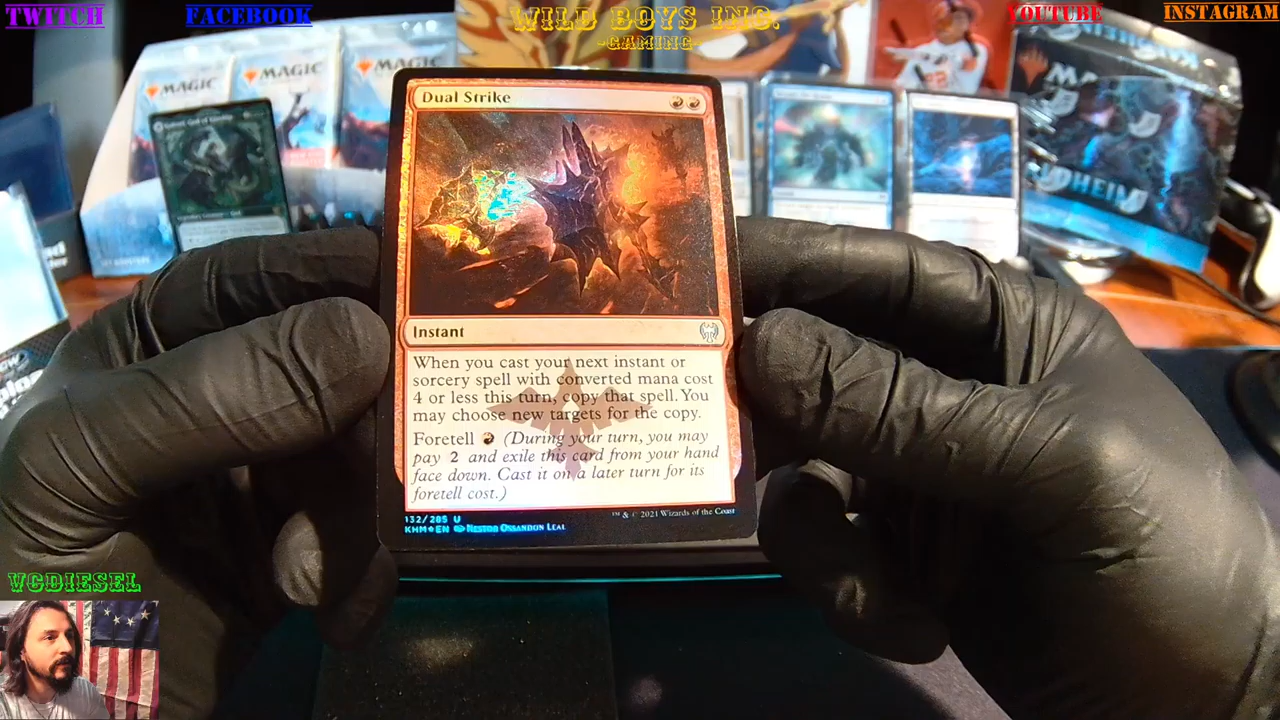 TWITCH
FACEBOOK
WILD BOYS INC.
-GAMING-
YOUTUBE
INSTAGRAM
MAGIC
MAGIC
MAGIC
Dual Strike
Instant
When you cast your next instant or
sorcery spell with converted mana cost
4 or less this turn, copy that spell. You
may choose new targets for the copy.
Foretell (During your turn, you may
pay 2 and exile this card from your hand
face down. Cast it on a later turn for its
foretell cost.)
132/285 U
KHM EN Nestor Ossandon Leal
™ & © 2021 Wizards of the Coast
VGDIESEL